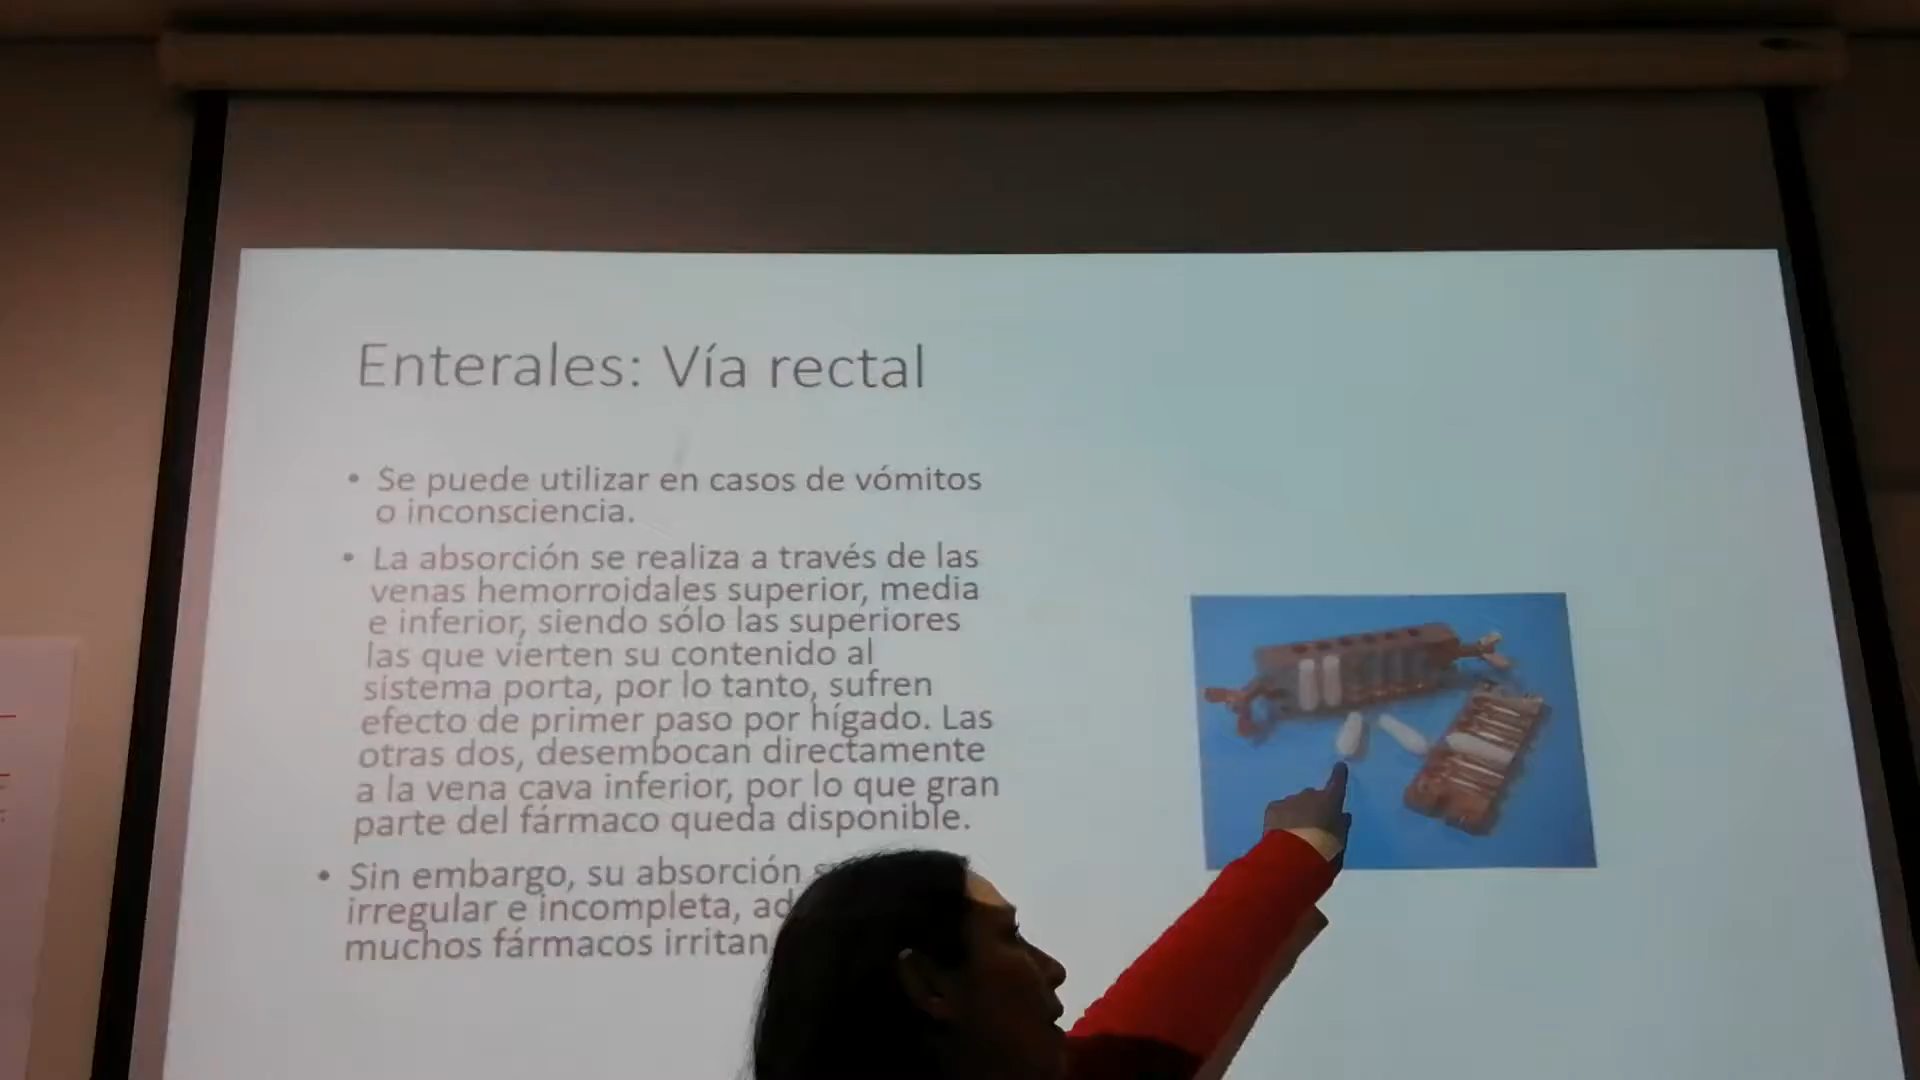 Enterales: Vía rectal
• Se puede utilizar en casos de vómitos
o inconsciencia.
• La absorción se realiza a través de las
venas hemorroidales superior, media
e inferior, siendo sólo las superiores
las que vierten su contenido al
sistema porta, por lo tanto, sufren
efecto de primer paso por hígado. Las
otras dos, desembocan directamente
a la vena cava inferior, por lo que gran
parte del fármaco queda disponible.
• Sin embargo, su absorción
irregular e incompleta,
muchos fármacos irritan